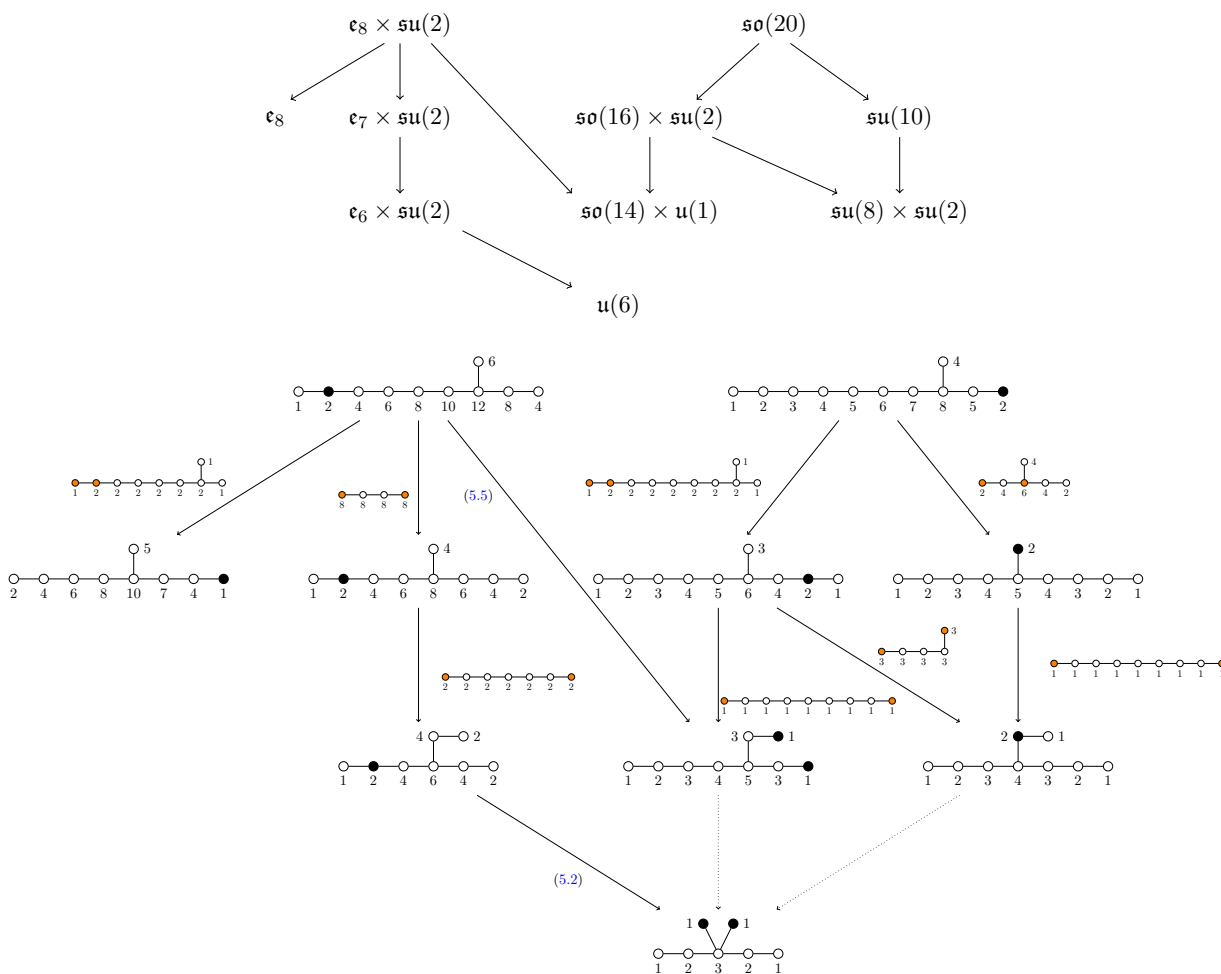 𝔢₈ × 𝔰𝔲(2) 𝔰𝔬(20)
𝔢₈ 𝔢₇ × 𝔰𝔲(2) 𝔰𝔬(16) × 𝔰𝔲(2) 𝔰𝔲(10)
𝔢₆ × 𝔰𝔲(2) 𝔰𝔬(14) × 𝔲(1) 𝔰𝔲(8) × 𝔰𝔲(2)
𝔲(6)
6 4
1 2 4 6 8 10 12 8 4 1 2 3 4 5 6 7 8 5 2
1 1 4
1 2 2 2 2 2 2 1 1 2 2 2 2 2 2 2 1 2 4 6 4 2
8 8 8 8 (5.5)
5 4 3 2
2 4 6 8 10 7 4 1 1 2 4 6 8 6 4 2 1 2 3 4 5 6 4 2 1 1 2 3 4 5 4 3 2 1
3
3 3 3 3
1 1 1 1 1 1 1 1
2 2 2 2 2 2 2
1 1 1 1 1 1 1 1 1
4 2 3 1 2 1
1 2 4 6 4 2 1 2 3 4 5 3 1 1 2 3 4 3 2 1
(5.2)
1 1
1 2 3 2 1